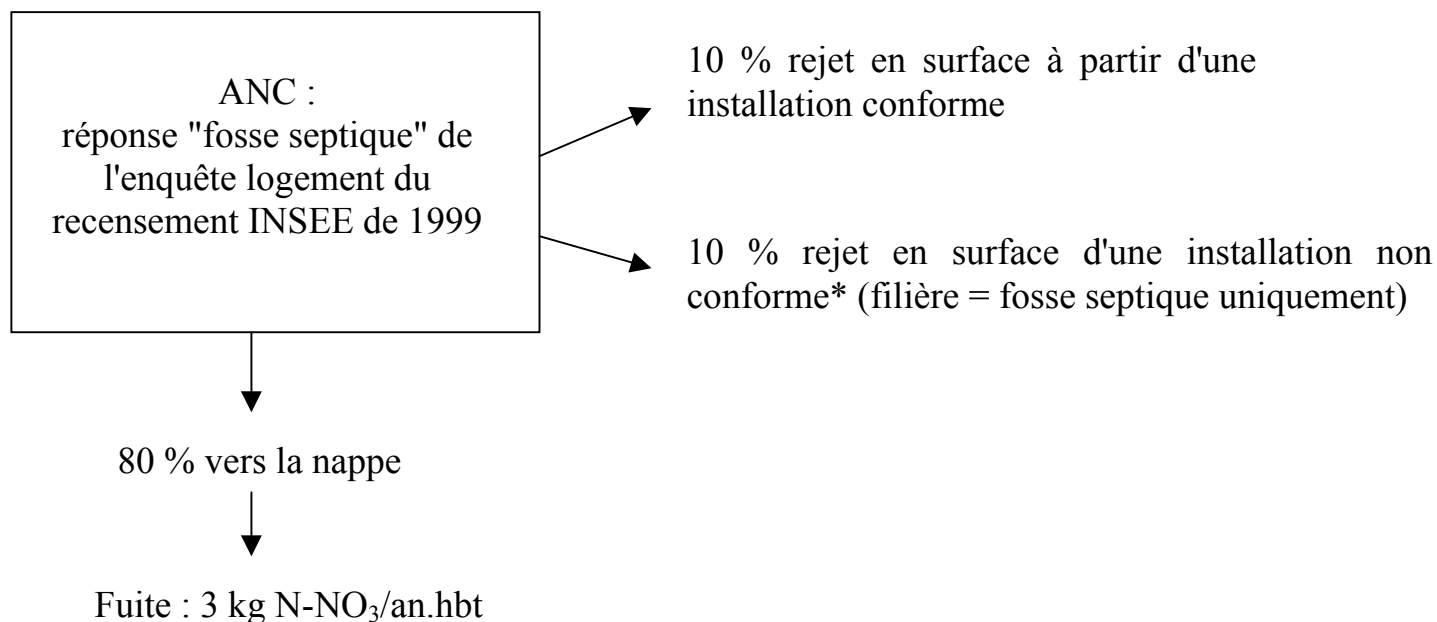 ANC :
réponse "fosse septique" de
l'enquête logement du
recensement INSEE de 1999
10 % rejet en surface à partir d'une
installation conforme
10 % rejet en surface d'une installation non
conforme* (filière = fosse septique uniquement)
80 % vers la nappe
Fuite : 3 kg N-NO₃/an.hbt